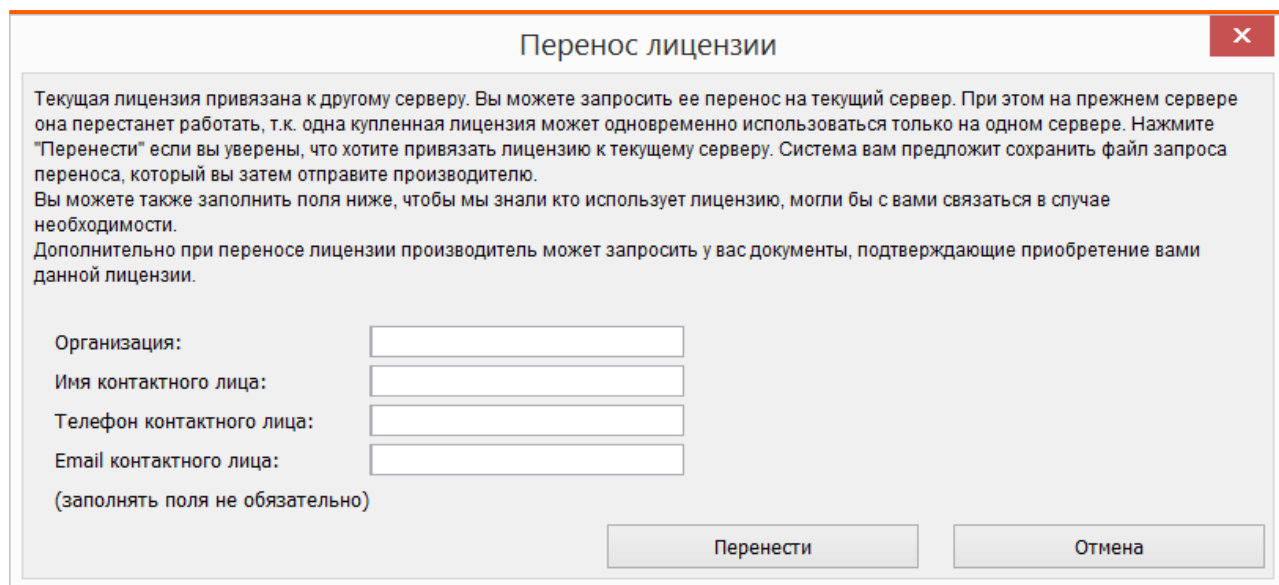 Перенос лицензии
Текущая лицензия привязана к другому серверу. Вы можете запросить ее перенос на текущий сервер. При этом на прежнем сервере
она перестанет работать, т.к. одна купленная лицензия может одновременно использоваться только на одном сервере. Нажмите
"Перенести" если вы уверены, что хотите привязать лицензию к текущему серверу. Система вам предложит сохранить файл запроса
переноса, который вы затем отправите производителю.
Вы можете также заполнить поля ниже, чтобы мы знали кто использует лицензию, могли бы с вами связаться в случае
необходимости.
Дополнительно при переносе лицензии производитель может запросить у вас документы, подтверждающие приобретение вами
данной лицензии.
Организация:
Имя контактного лица:
Телефон контактного лица:
Email контактного лица:
(заполнять поля не обязательно)
Перенести Отмена